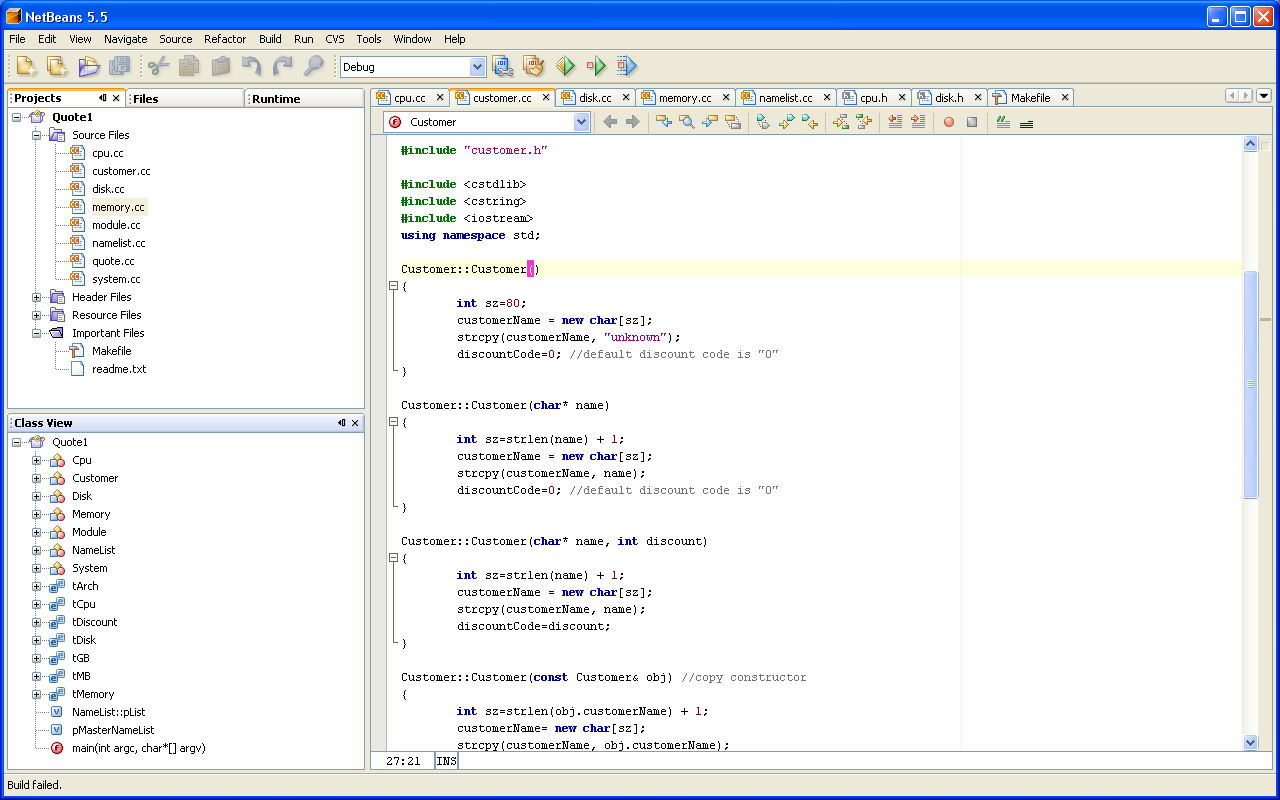 NetBeans 5.5
File Edit View Navigate Source Refactor Build Run CVS Tools Window Help
Debug
Projects Files Runtime
Quote1
Source Files
cpu.cc
customer.cc
disk.cc
memory.cc
module.cc
namelist.cc
quote.cc
system.cc
Header Files
Resource Files
Important Files
Makefile
readme.txt
Class View
Quote1
Cpu
Customer
Disk
Memory
Module
NameList
System
tArch
tCpu
tDiscount
tDisk
tGB
tMB
tMemory
NameList::pList
pMasterNameList
main(int argc, char*[] argv)
cpu.cc customer.cc disk.cc memory.cc namelist.cc cpu.h disk.h Makefile
Customer
#include "customer.h"
#include <cstdlib>
#include <cstring>
#include <iostream>
using namespace std;
Customer::Customer()
{
int sz=80;
customerName = new char[sz];
strcpy(customerName, "unknown");
discountCode=0; //default discount code is "0"
}
Customer::Customer(char* name)
{
int sz=strlen(name) + 1;
customerName = new char[sz];
strcpy(customerName, name);
discountCode=0; //default discount code is "0"
}
Customer::Customer(char* name, int discount)
{
int sz=strlen(name) + 1;
customerName = new char[sz];
strcpy(customerName, name);
discountCode=discount;
}
Customer::Customer(const Customer& obj) //copy constructor
{
int sz=strlen(obj.customerName) + 1;
customerName= new char[sz];
strcpy(customerName, obj.customerName);
27:21 INS
Build failed.